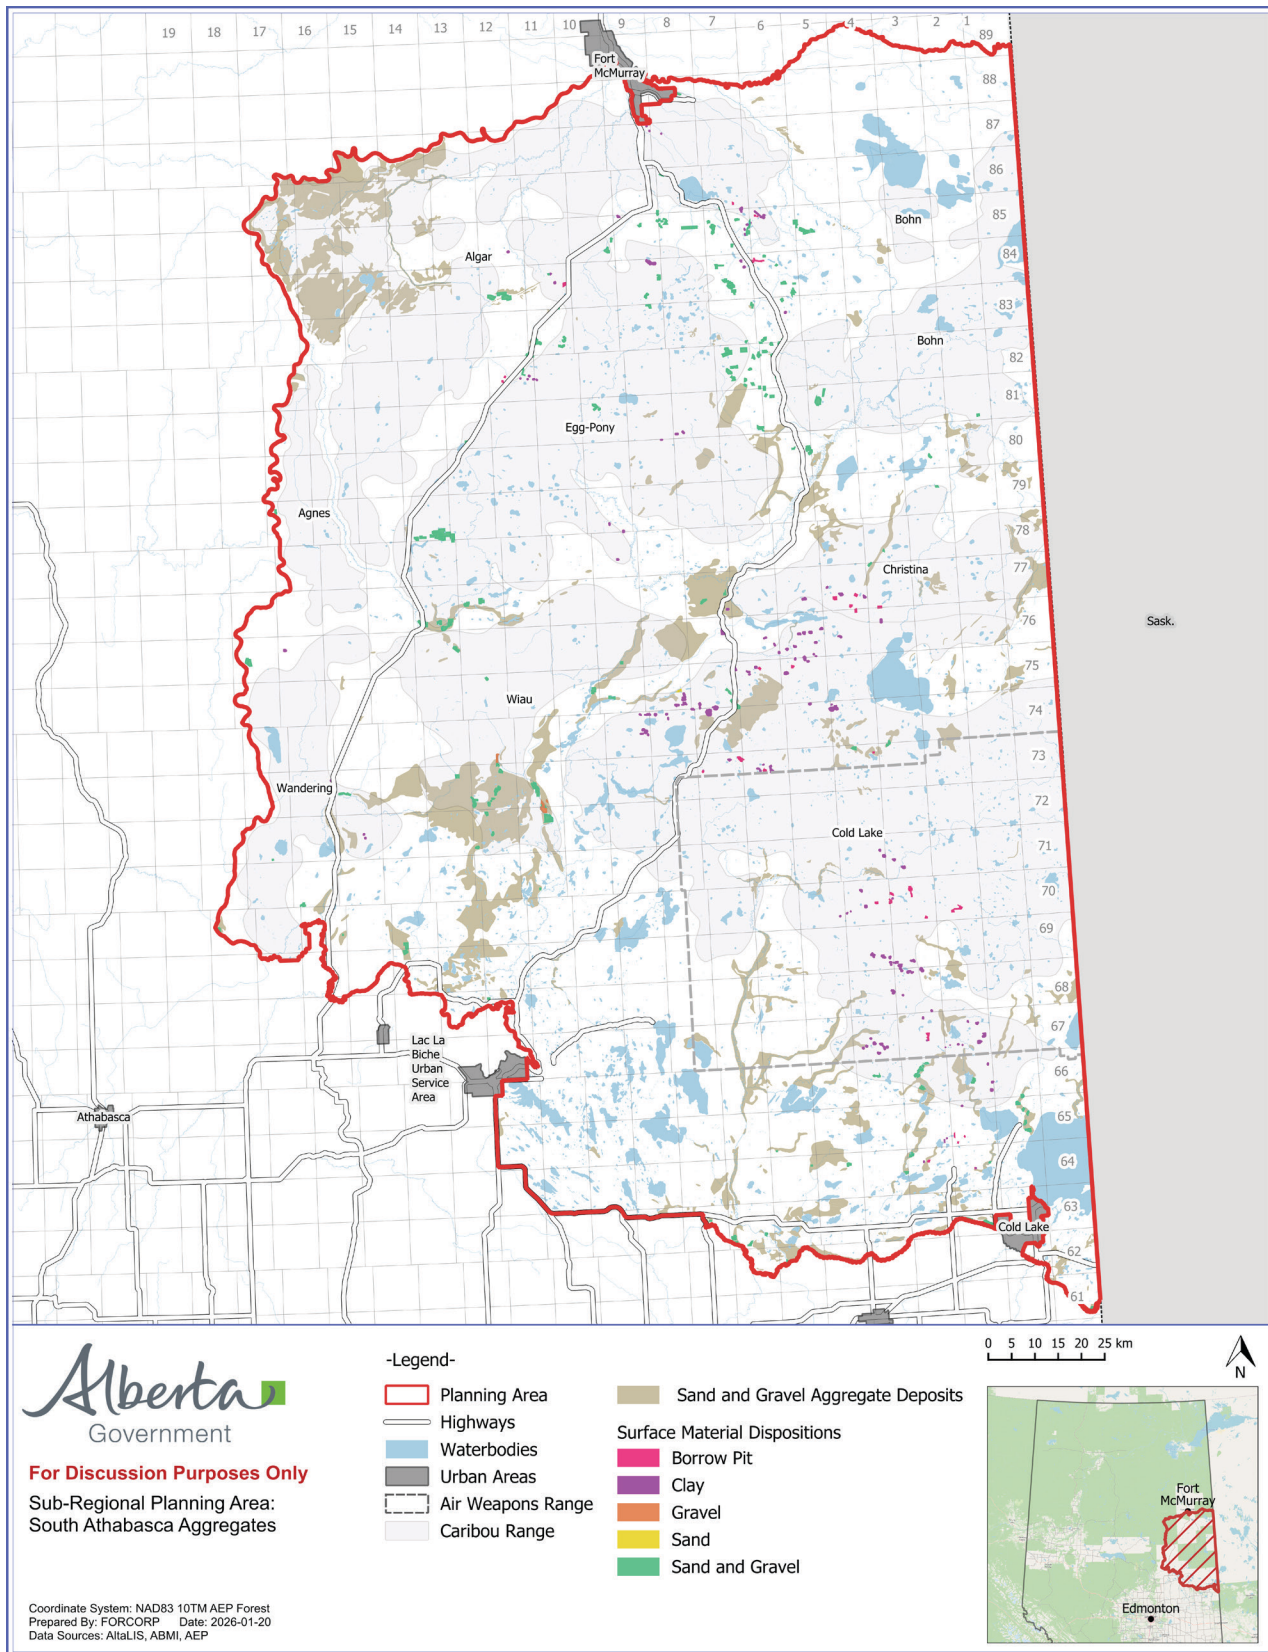 19 18 17 16 15 14 13 12 11 10 9 8 7 6 5 4 3 2 1
89
Fort
McMurray
88
87
86
85
Bohn
84
Algar
83
Bohn
82
81
Egg-Pony
80
79
Agnes
78
77
Christina
76
Sask.
75
Wiau
74
73
Wandering
72
Cold Lake
71
70
69
68
67
Lac La
Biche
Urban
Service
Area
66
65
Athabasca
64
63
Cold Lake
62
61
Alberta
Government
For Discussion Purposes Only
Sub-Regional Planning Area:
South Athabasca Aggregates
Coordinate System: NAD83 10TM AEP Forest
Prepared By: FORCORP Date: 2026-01-20
Data Sources: AltaLIS, ABMI, AEP
-Legend-
Planning Area
Highways
Waterbodies
Urban Areas
Air Weapons Range
Caribou Range
Sand and Gravel Aggregate Deposits
Surface Material Dispositions
Borrow Pit
Clay
Gravel
Sand
Sand and Gravel
0 5 10 15 20 25 km
N
Fort
McMurray
Edmonton